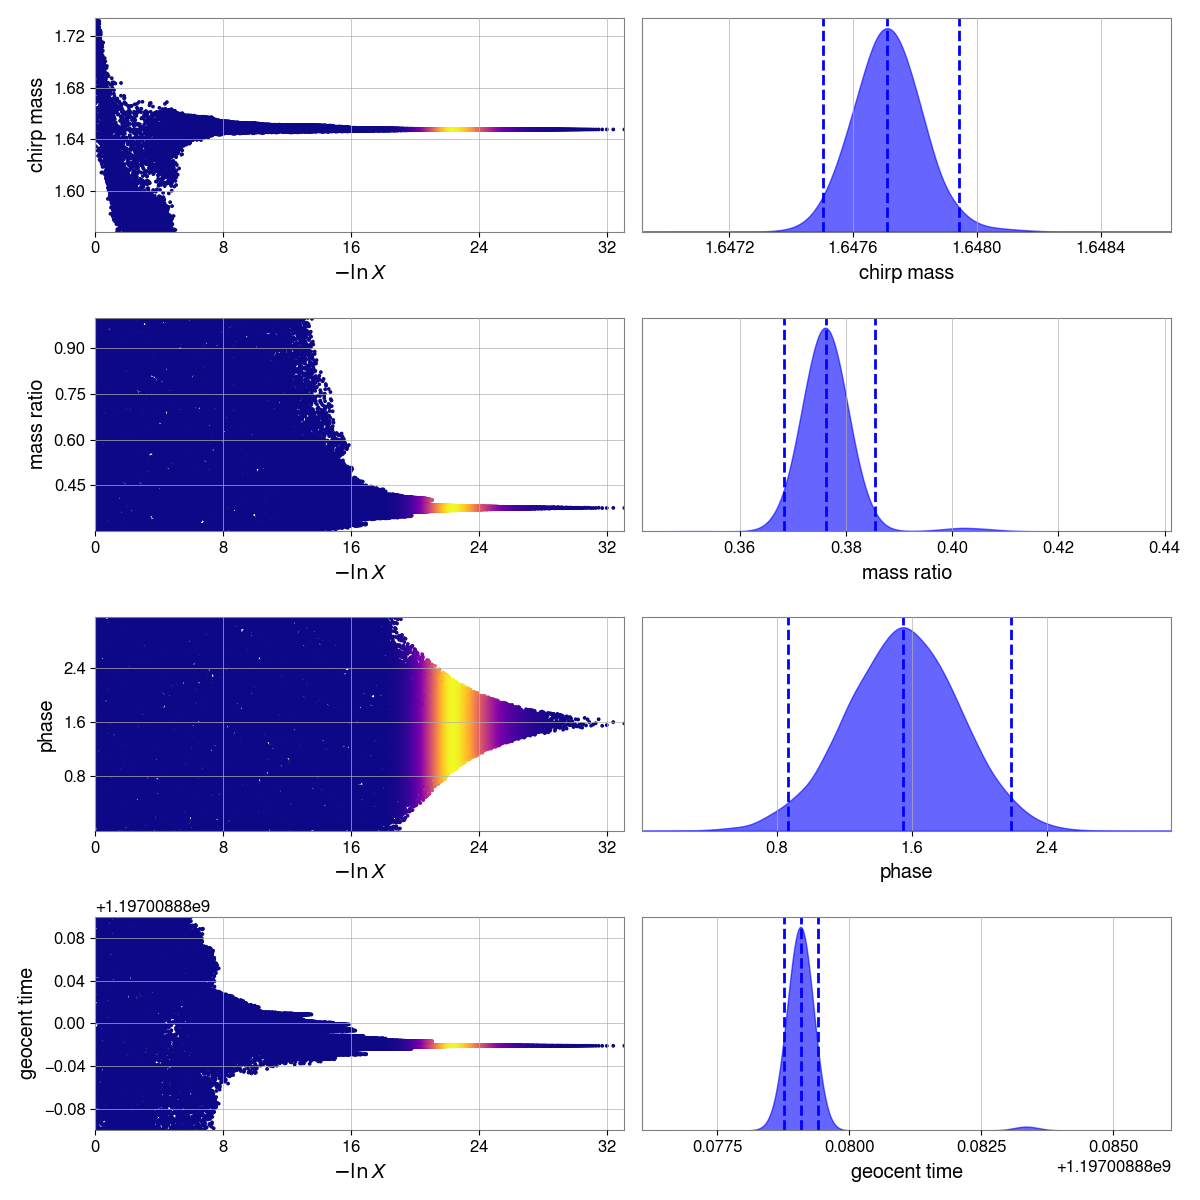 1.72
1.68
1.64
1.60
chirp mass
0 8 16 24 32
−ln X
1.6472 1.6476 1.6480 1.6484
chirp mass
0.90
0.75
0.60
0.45
mass ratio
0 8 16 24 32
−ln X
0.36 0.38 0.40 0.42 0.44
mass ratio
2.4
1.6
0.8
phase
0 8 16 24 32
−ln X
0.8 1.6 2.4
phase
+1.19700888e9
0.08
0.04
0.00
−0.04
−0.08
geocent time
0 8 16 24 32
−ln X
0.0775 0.0800 0.0825 0.0850
geocent time
+1.19700888e9